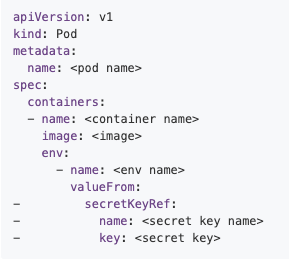 apiVersion: v1
kind: Pod
metadata:
  name: <pod name>
spec:
  containers:
  - name: <container name>
    image: <image>
    env:
      - name: <env name>
        valueFrom:
-         secretKeyRef:
-           name: <secret key name>
-           key: <secret key>